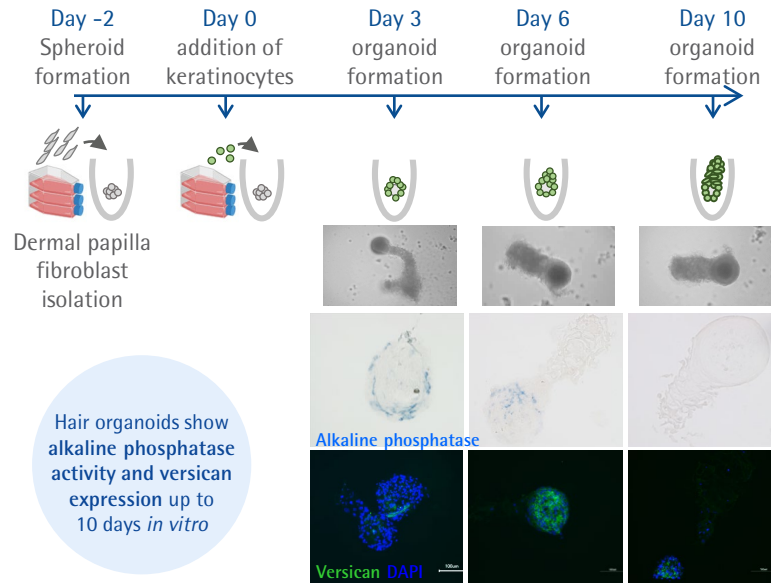 Day -2
Spheroid
formation
Day 0
addition of
keratinocytes
Day 3
organoid
formation
Day 6
organoid
formation
Day 10
organoid
formation
Dermal papilla
fibroblast
isolation
Hair organoids show
alkaline phosphatase
activity and versican
expression up to
10 days in vitro
Alkaline phosphatase
Versican DAPI
100μm